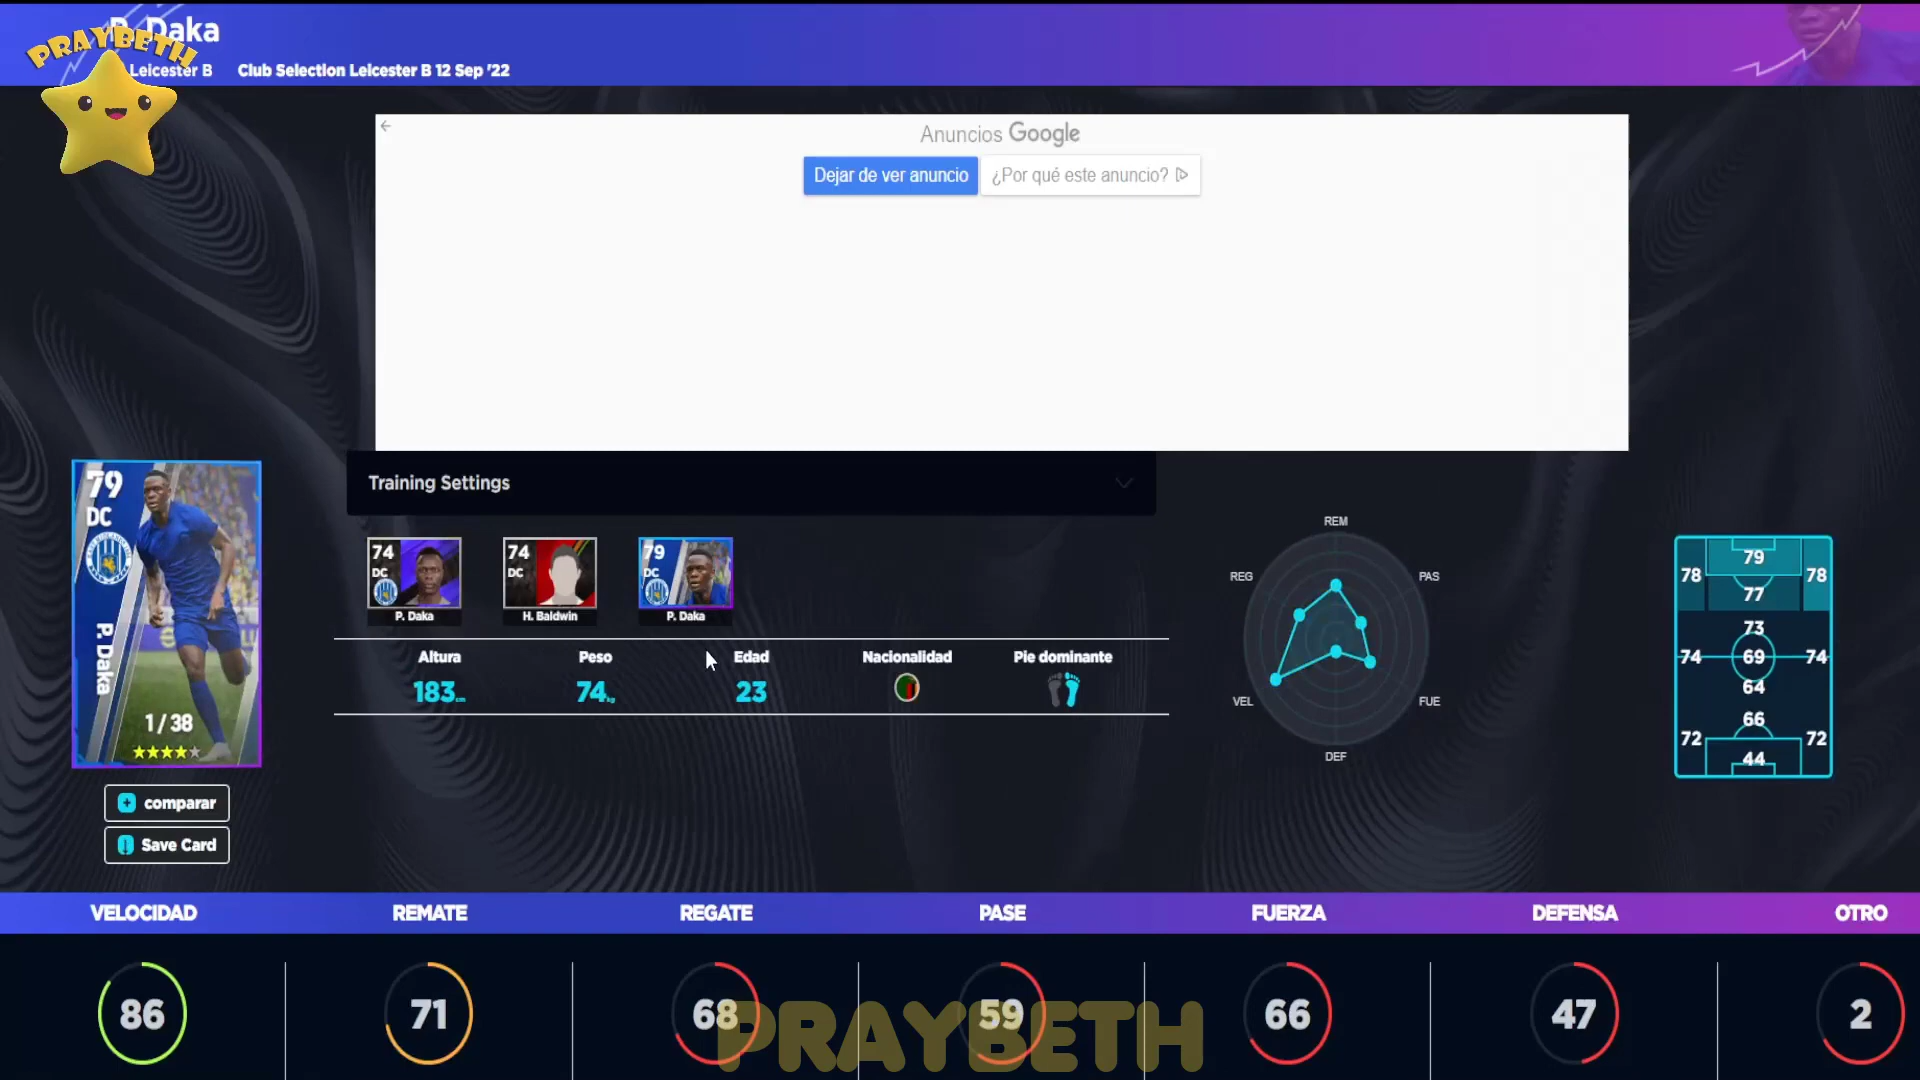 P. Daka
PRAYBETH
Leicester B Club Selection Leicester B 12 Sep '22
Anuncios Google
Dejar de ver anuncio ¿Por qué este anuncio?
79
DC
P. Daka
1 / 38
comparar
Save Card
Training Settings
74
DC
P. Daka
74
DC
H. Baldwin
79
DC
P. Daka
Altura Peso Edad Nacionalidad Pie dominante
183cm 74kg 23
REM
REG PAS
VEL FUE
DEF
79
78 78
77
73
74 69 74
64
66
72 72
44
VELOCIDAD REMATE REGATE PASE FUERZA DEFENSA OTRO
86 71 68 59 66 47 2
PRAYBETH